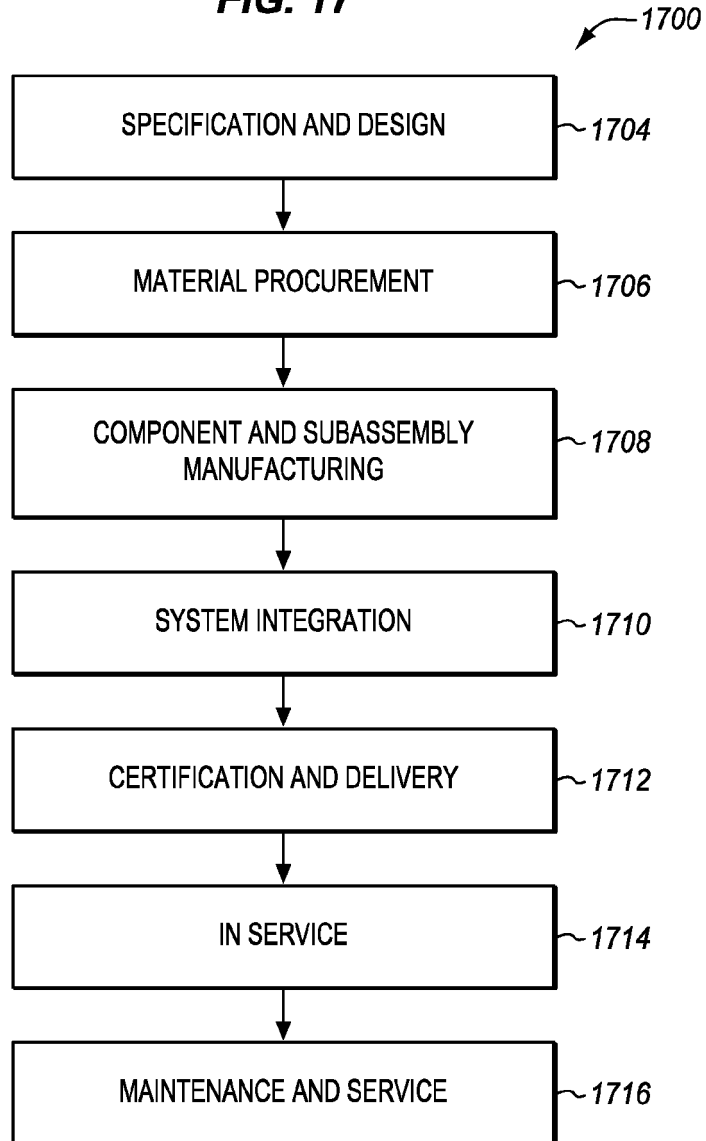 FIG. 17
1700
SPECIFICATION AND DESIGN
1704
MATERIAL PROCUREMENT
1706
COMPONENT AND SUBASSEMBLY
MANUFACTURING
1708
SYSTEM INTEGRATION
1710
CERTIFICATION AND DELIVERY
1712
IN SERVICE
1714
MAINTENANCE AND SERVICE
1716